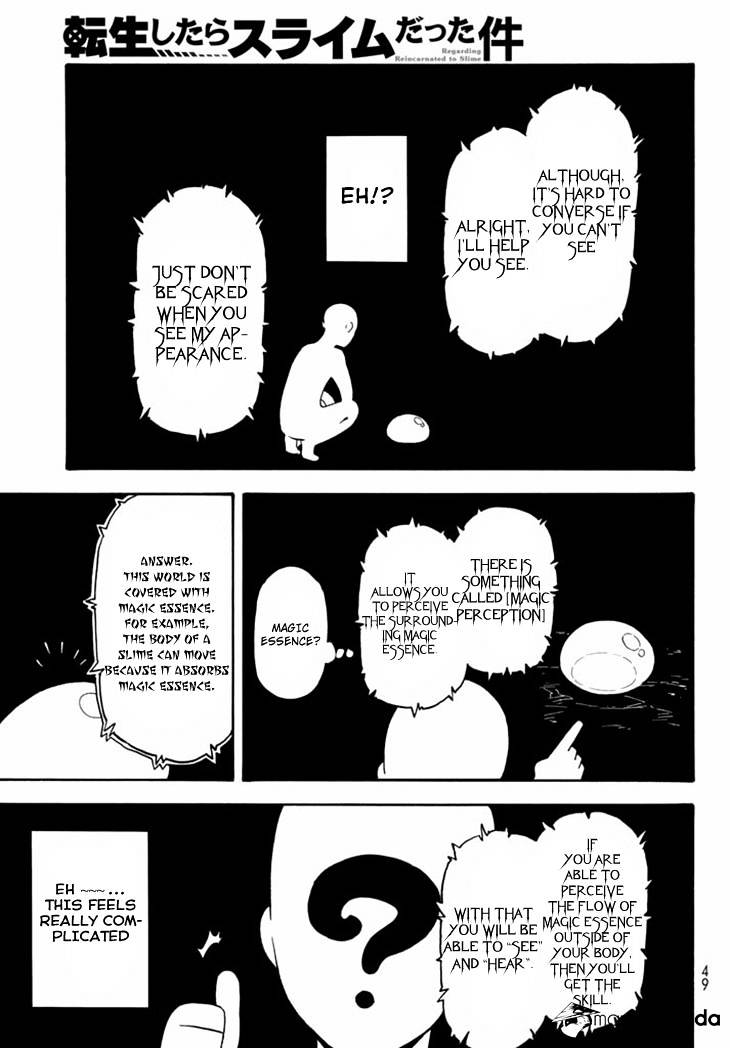 転生したらスライムだった件
Regarding
Reincarnated to Slime
ALTHOUGH,
IT'S HARD TO
CONVERSE IF
YOU CAN'T
SEE
ALRIGHT,
I'LL HELP
YOU SEE.
EH!?
JUST DON'T
BE SCARED
WHEN YOU
SEE MY AP-
PEARANCE.
THERE IS
SOMETHING
CALLED [MAGIC
PERCEPTION]
IT
ALLOWS YOU
TO PERCEIVE
THE SURROUND-
ING MAGIC
ESSENCE.
MAGIC
ESSENCE?
ANSWER.
THIS WORLD IS
COVERED WITH
MAGIC ESSENCE.
FOR EXAMPLE,
THE BODY OF A
SLIME CAN MOVE
BECAUSE IT ABSORBS
MAGIC ESSENCE.
IF
YOU ARE
ABLE TO
PERCEIVE
THE FLOW OF
MAGIC ESSENCE
OUTSIDE OF
YOUR BODY,
THEN YOU'LL
GET THE
SKILL.
WITH THAT
YOU WILL BE
ABLE TO "SEE"
AND "HEAR".
?
EH ~~~ ...
THIS FEELS
REALLY COM-
PLICATED
49